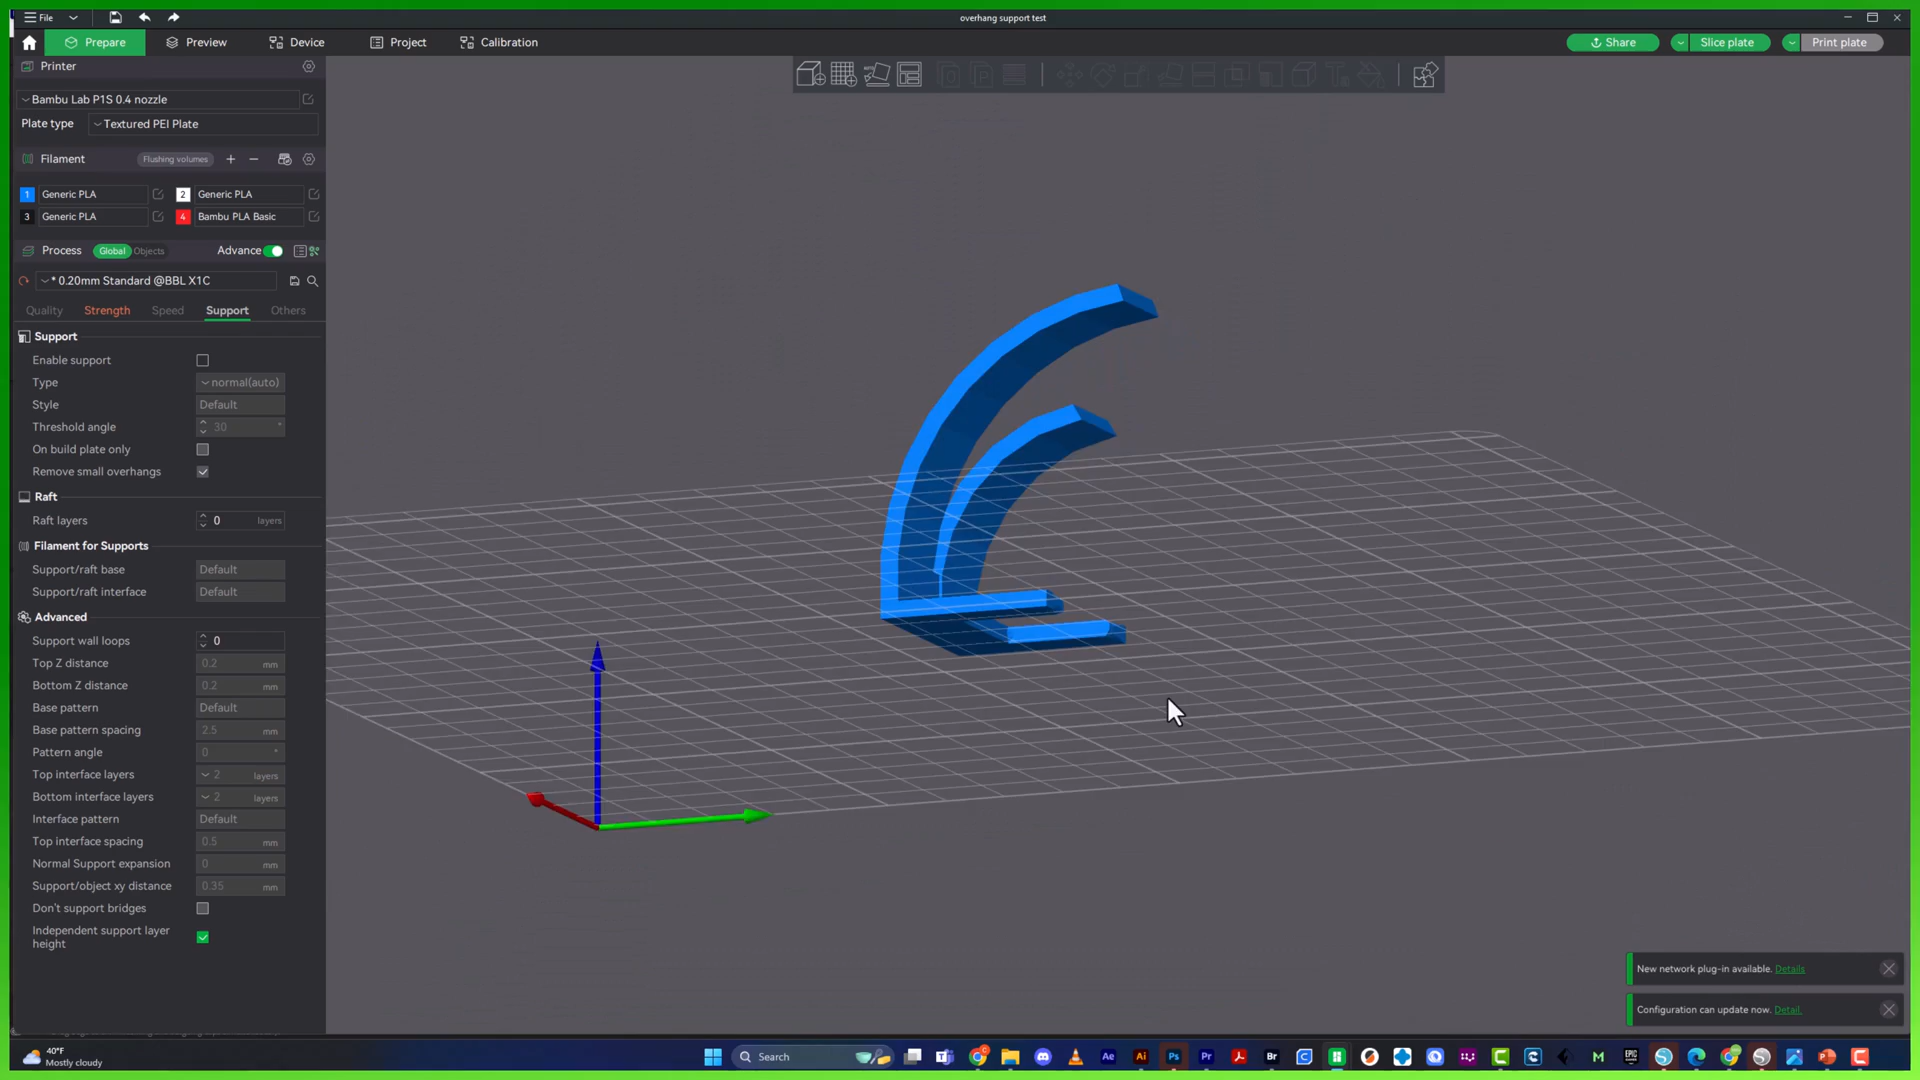 File
overhang support test
Prepare
Preview
Device
Project
Calibration
Share
Slice plate
Print plate
Printer
Bambu Lab P1S 0.4 nozzle
Plate type
Textured PEI Plate
Filament
Flushing volumes
1 Generic PLA
2 Generic PLA
3 Generic PLA
4 Bambu PLA Basic
Process
Global
Objects
Advance
* 0.20mm Standard @BBL X1C
Quality
Strength
Speed
Support
Others
Support
Enable support
Type normal(auto)
Style Default
Threshold angle 30 °
On build plate only
Remove small overhangs
Raft
Raft layers 0 layers
Filament for Supports
Support/raft base Default
Support/raft interface Default
Advanced
Support wall loops 0
Top Z distance 0.2 mm
Bottom Z distance 0.2 mm
Base pattern Default
Base pattern spacing 2.5 mm
Pattern angle 0 °
Top interface layers 2 layers
Bottom interface layers 2 layers
Interface pattern Default
Top interface spacing 0.5 mm
Normal Support expansion 0 mm
Support/object xy distance 0.35 mm
Don't support bridges
Independent support layer
height
New network plug-in available. Details
Configuration can update now. Detail.
40°F
Mostly cloudy
Search
Ae
Ai
Ps
Pr
Br
M
EPIC